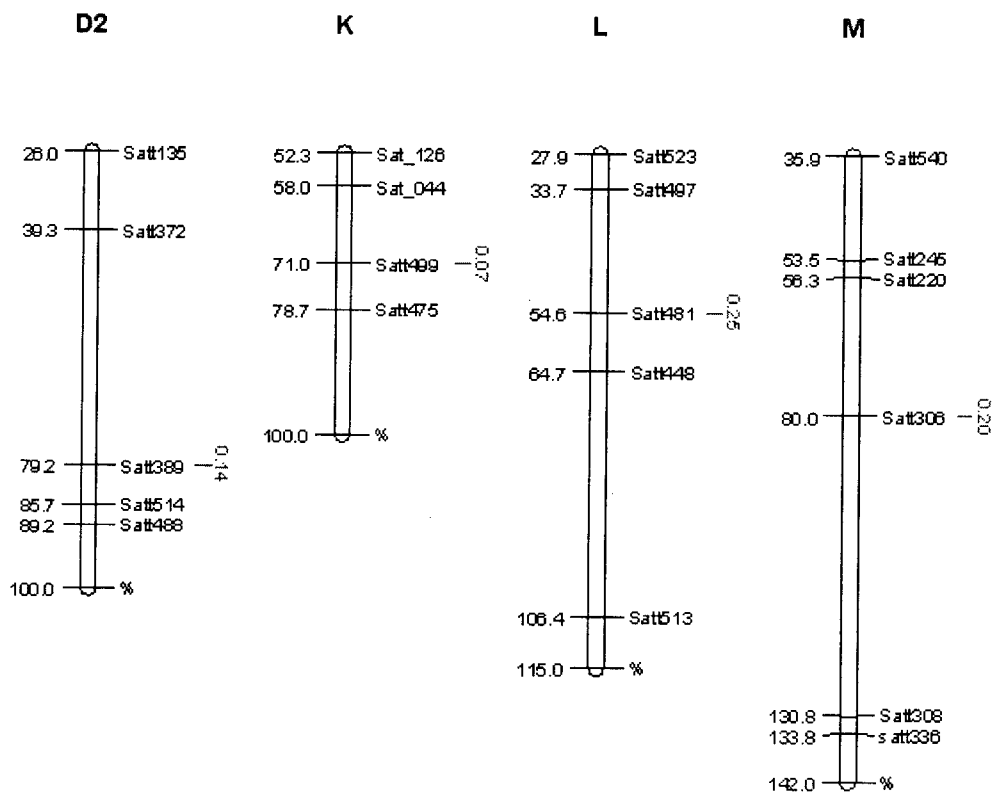 D2
26.0 Satt135
39.3 Satt372
79.2 Satt389
0.14
85.7 Satt514
89.2 Satt488
100.0 %
K
52.3 Sat_126
58.0 Sat_044
71.0 Satt499
0.07
78.7 Satt475
100.0 %
L
27.9 Satt523
33.7 Satt497
54.6 Satt481
0.25
64.7 Satt448
106.4 Satt513
115.0 %
M
35.9 Satt540
53.5 Satt245
56.3 Satt220
80.0 Satt306
0.20
130.8 Satt308
133.8 satt336
142.0 %